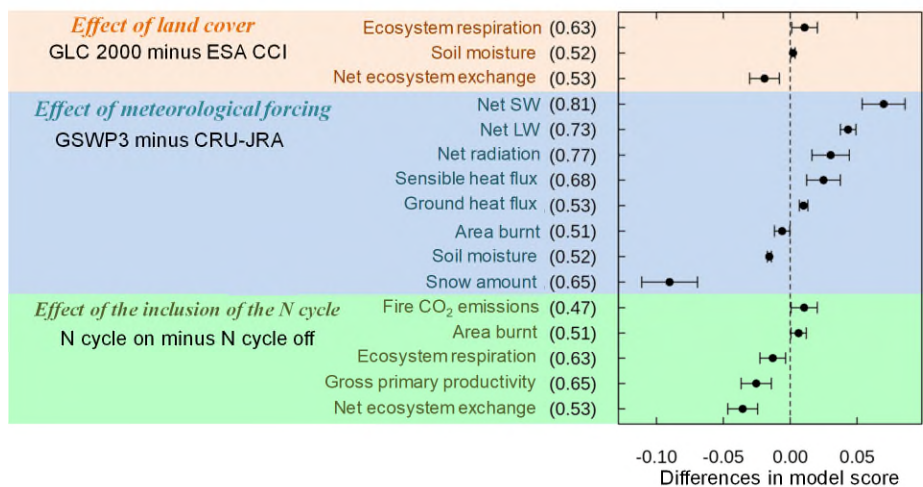 Effect of land cover
GLC 2000 minus ESA CCI
Ecosystem respiration (0.63)
Soil moisture (0.52)
Net ecosystem exchange (0.53)
Effect of meteorological forcing
GSWP3 minus CRU-JRA
Net SW (0.81)
Net LW (0.73)
Net radiation (0.77)
Sensible heat flux (0.68)
Ground heat flux (0.53)
Area burnt (0.51)
Soil moisture (0.52)
Snow amount (0.65)
Effect of the inclusion of the N cycle
N cycle on minus N cycle off
Fire CO₂ emissions (0.47)
Area burnt (0.51)
Ecosystem respiration (0.63)
Gross primary productivity (0.65)
Net ecosystem exchange (0.53)
-0.10 -0.05 0.00 0.05
Differences in model score